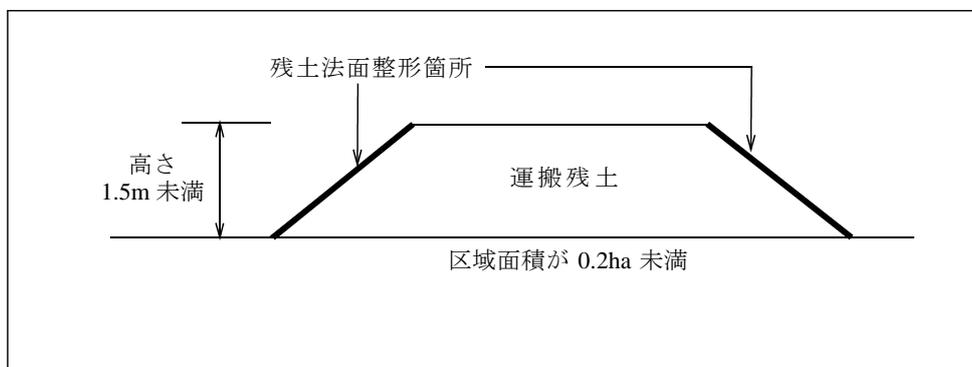 残土法面整形箇所
高さ
1.5m 未満
運搬残土
区域面積が 0.2ha 未満